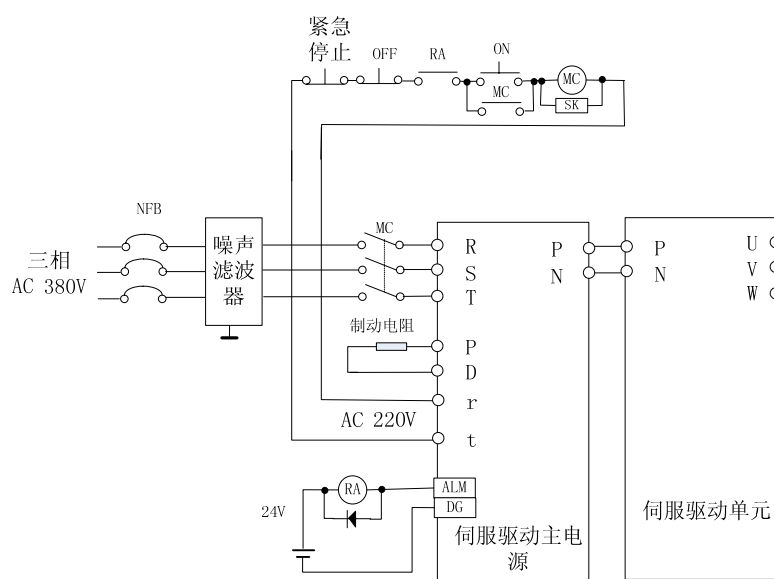 紧急
停止
OFF
RA
ON
MC
MC
SK
NFB
三相
AC 380V
噪声
滤波
器
MC
R
S
T
P
N
P
N
U
V
W
制动电阻
P
D
r
AC 220V
t
24V
RA
ALM
DG
伺服驱动主电
源
伺服驱动单元